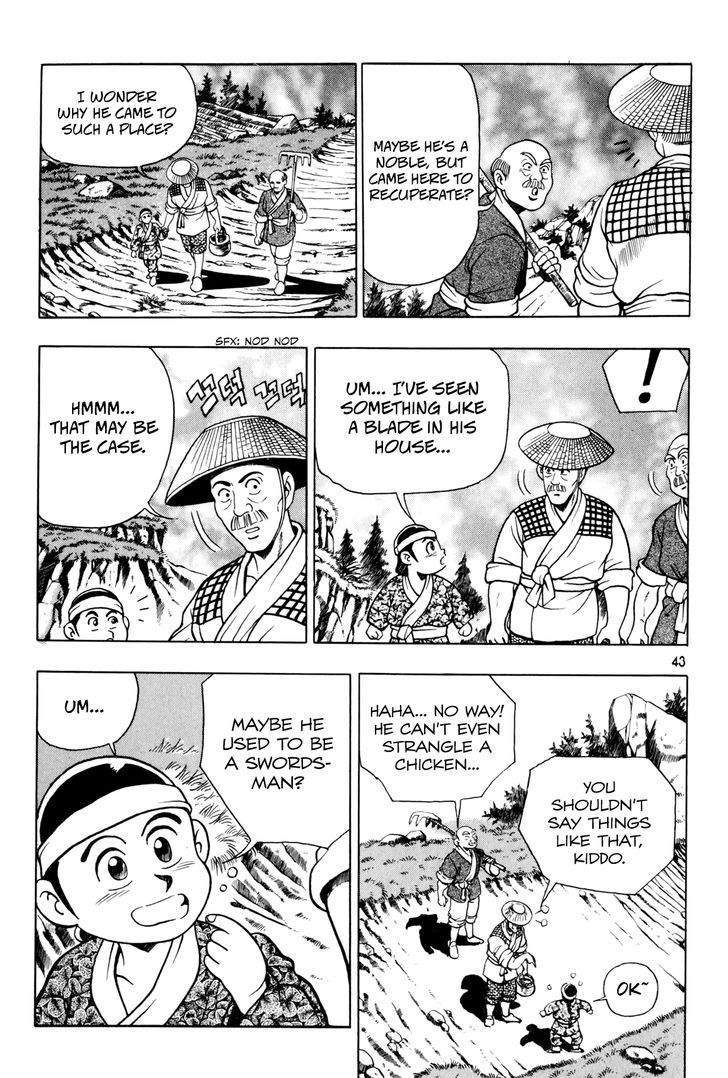 I WONDER
WHY HE CAME TO
SUCH A PLACE?
MAYBE HE'S
A NOBLE, BUT
CAME HERE TO
RECUPERATE?
SFX: NOD NOD
끄덕 끄덕
HMMM...
THAT MAY BE
THE CASE.
UM... I'VE SEEN
SOMETHING LIKE
A BLADE IN HIS
HOUSE...
!
43
UM...
MAYBE HE
USED TO BE
A SWORDS-
MAN?
HAHA... NO WAY!
HE CAN'T EVEN
STRANGLE A
CHICKEN...
YOU
SHOULDN'T
SAY THINGS
LIKE THAT,
KIDDO.
OK~